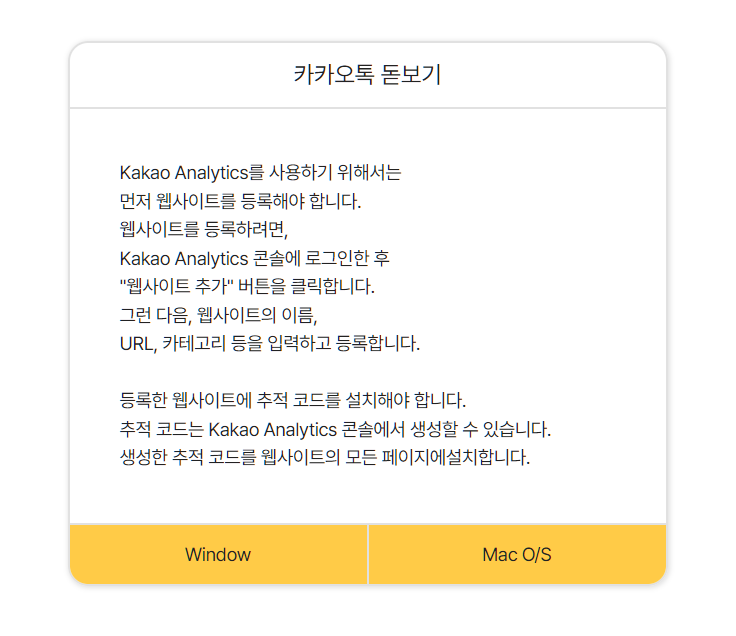 카카오톡 돋보기
Kakao Analytics를 사용하기 위해서는
먼저 웹사이트를 등록해야 합니다.
웹사이트를 등록하려면,
Kakao Analytics 콘솔에 로그인한 후
"웹사이트 추가" 버튼을 클릭합니다.
그런 다음, 웹사이트의 이름,
URL, 카테고리 등을 입력하고 등록합니다.
등록한 웹사이트에 추적 코드를 설치해야 합니다.
추적 코드는 Kakao Analytics 콘솔에서 생성할 수 있습니다.
생성한 추적 코드를 웹사이트의 모든 페이지에설치합니다.
Window
Mac O/S